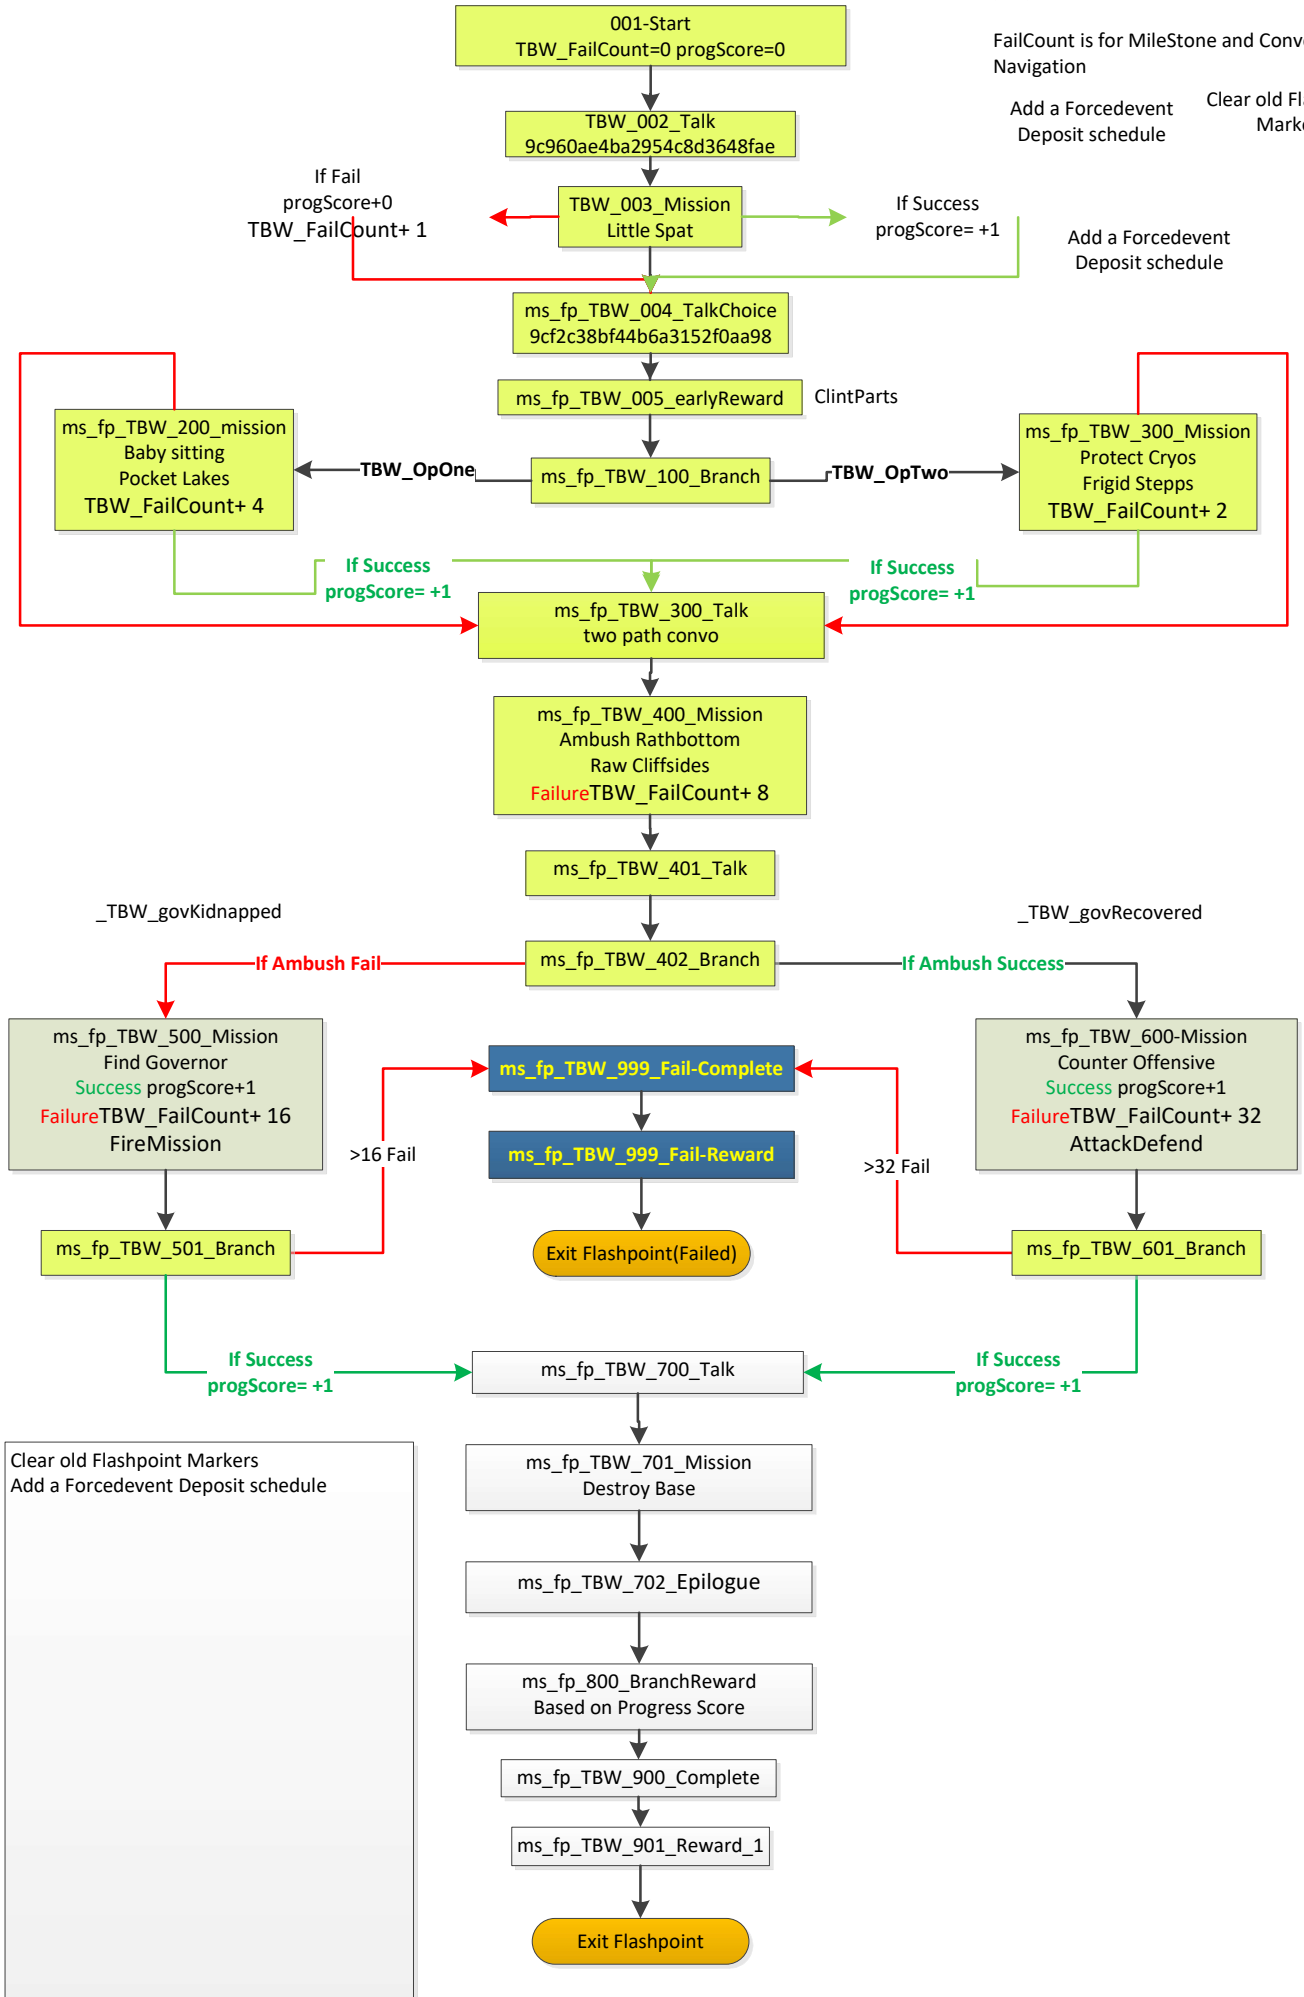 001-Start
TBW_FailCount=0 progScore=0
FailCount is for MileStone and Conv
Navigation
Add a Forcedevent
Deposit schedule
Clear old Fla
Mark
TBW_002_Talk
9c960ae4ba2954c8d3648fae
If Fail
progScore+0
TBW_FailCount+ 1
TBW_003_Mission
Little Spat
If Success
progScore= +1
Add a Forcedevent
Deposit schedule
ms_fp_TBW_004_TalkChoice
9cf2c38bf44b6a3152f0aa98
ms_fp_TBW_005_earlyReward
ClintParts
ms_fp_TBW_200_mission
Baby sitting
Pocket Lakes
TBW_FailCount+ 4
TBW_OpOne
ms_fp_TBW_100_Branch
TBW_OpTwo
ms_fp_TBW_300_Mission
Protect Cryos
Frigid Stepps
TBW_FailCount+ 2
If Success
progScore= +1
If Success
progScore= +1
ms_fp_TBW_300_Talk
two path convo
ms_fp_TBW_400_Mission
Ambush Rathbottom
Raw Cliffsides
FailureTBW_FailCount+ 8
ms_fp_TBW_401_Talk
_TBW_govKidnapped
_TBW_govRecovered
If Ambush Fail
ms_fp_TBW_402_Branch
If Ambush Success
ms_fp_TBW_500_Mission
Find Governor
Success progScore+1
FailureTBW_FailCount+ 16
FireMission
ms_fp_TBW_999_Fail-Complete
ms_fp_TBW_600-Mission
Counter Offensive
Success progScore+1
FailureTBW_FailCount+ 32
AttackDefend
>16 Fail
ms_fp_TBW_999_Fail-Reward
>32 Fail
ms_fp_TBW_501_Branch
Exit Flashpoint(Failed)
ms_fp_TBW_601_Branch
If Success
progScore= +1
ms_fp_TBW_700_Talk
If Success
progScore= +1
Clear old Flashpoint Markers
Add a Forcedevent Deposit schedule
ms_fp_TBW_701_Mission
Destroy Base
ms_fp_TBW_702_Epilogue
ms_fp_800_BranchReward
Based on Progress Score
ms_fp_TBW_900_Complete
ms_fp_TBW_901_Reward_1
Exit Flashpoint